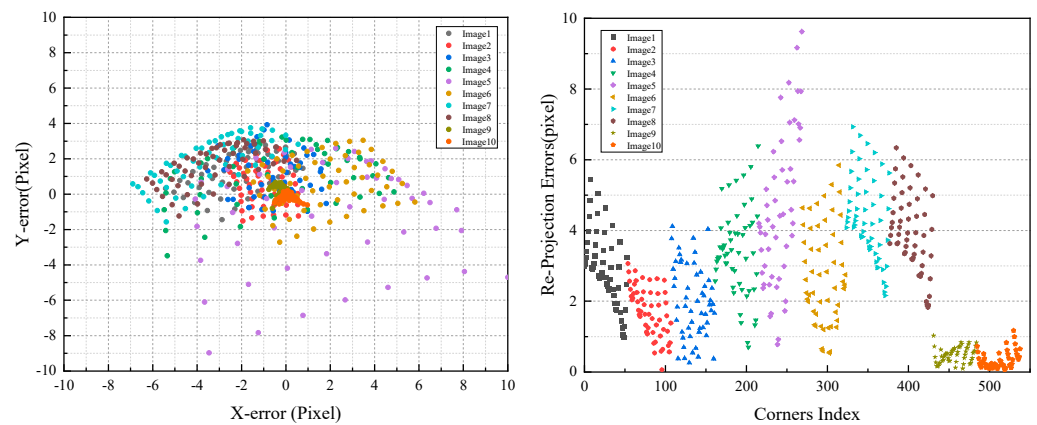 10
8
6
4
2
0
-2
-4
-6
-8
-10
-10
-8
-6
-4
-2
0
2
4
6
8
10
Y-error(Pixel)
X-error (Pixel)
Image1
Image2
Image3
Image4
Image5
Image6
Image7
Image8
Image9
Image10
10
8
6
4
2
0
0
100
200
300
400
500
Re-Projection Errors(pixel)
Corners Index
Image1
Image2
Image3
Image4
Image5
Image6
Image7
Image8
Image9
Image10